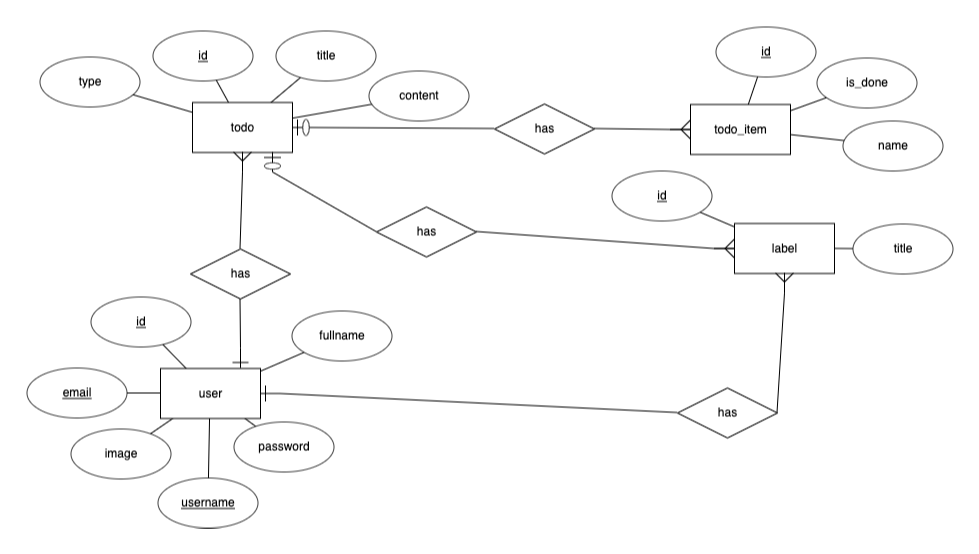 id
title
id
type
content
is_done
todo
has
todo_item
name
id
has
label
title
has
id
fullname
email
user
has
image
password
username